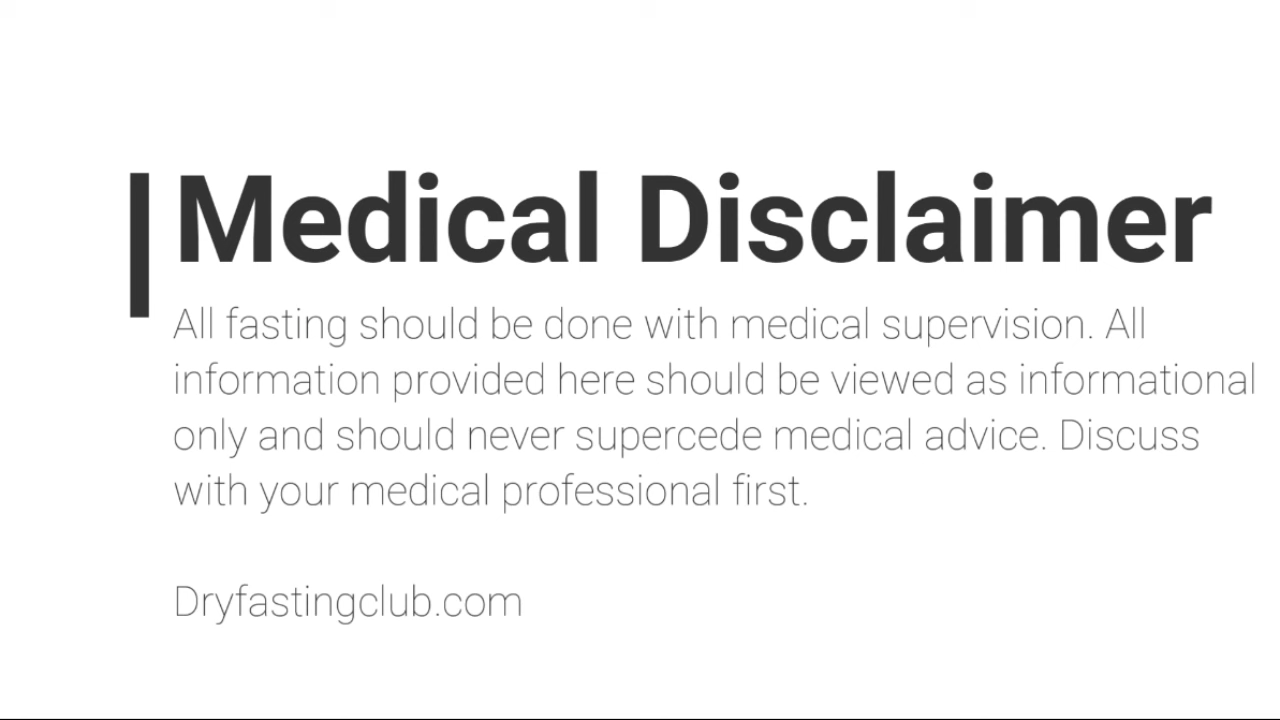 Medical Disclaimer
All fasting should be done with medical supervision. All
information provided here should be viewed as informational
only and should never supercede medical advice. Discuss
with your medical professional first.
Dryfastingclub.com